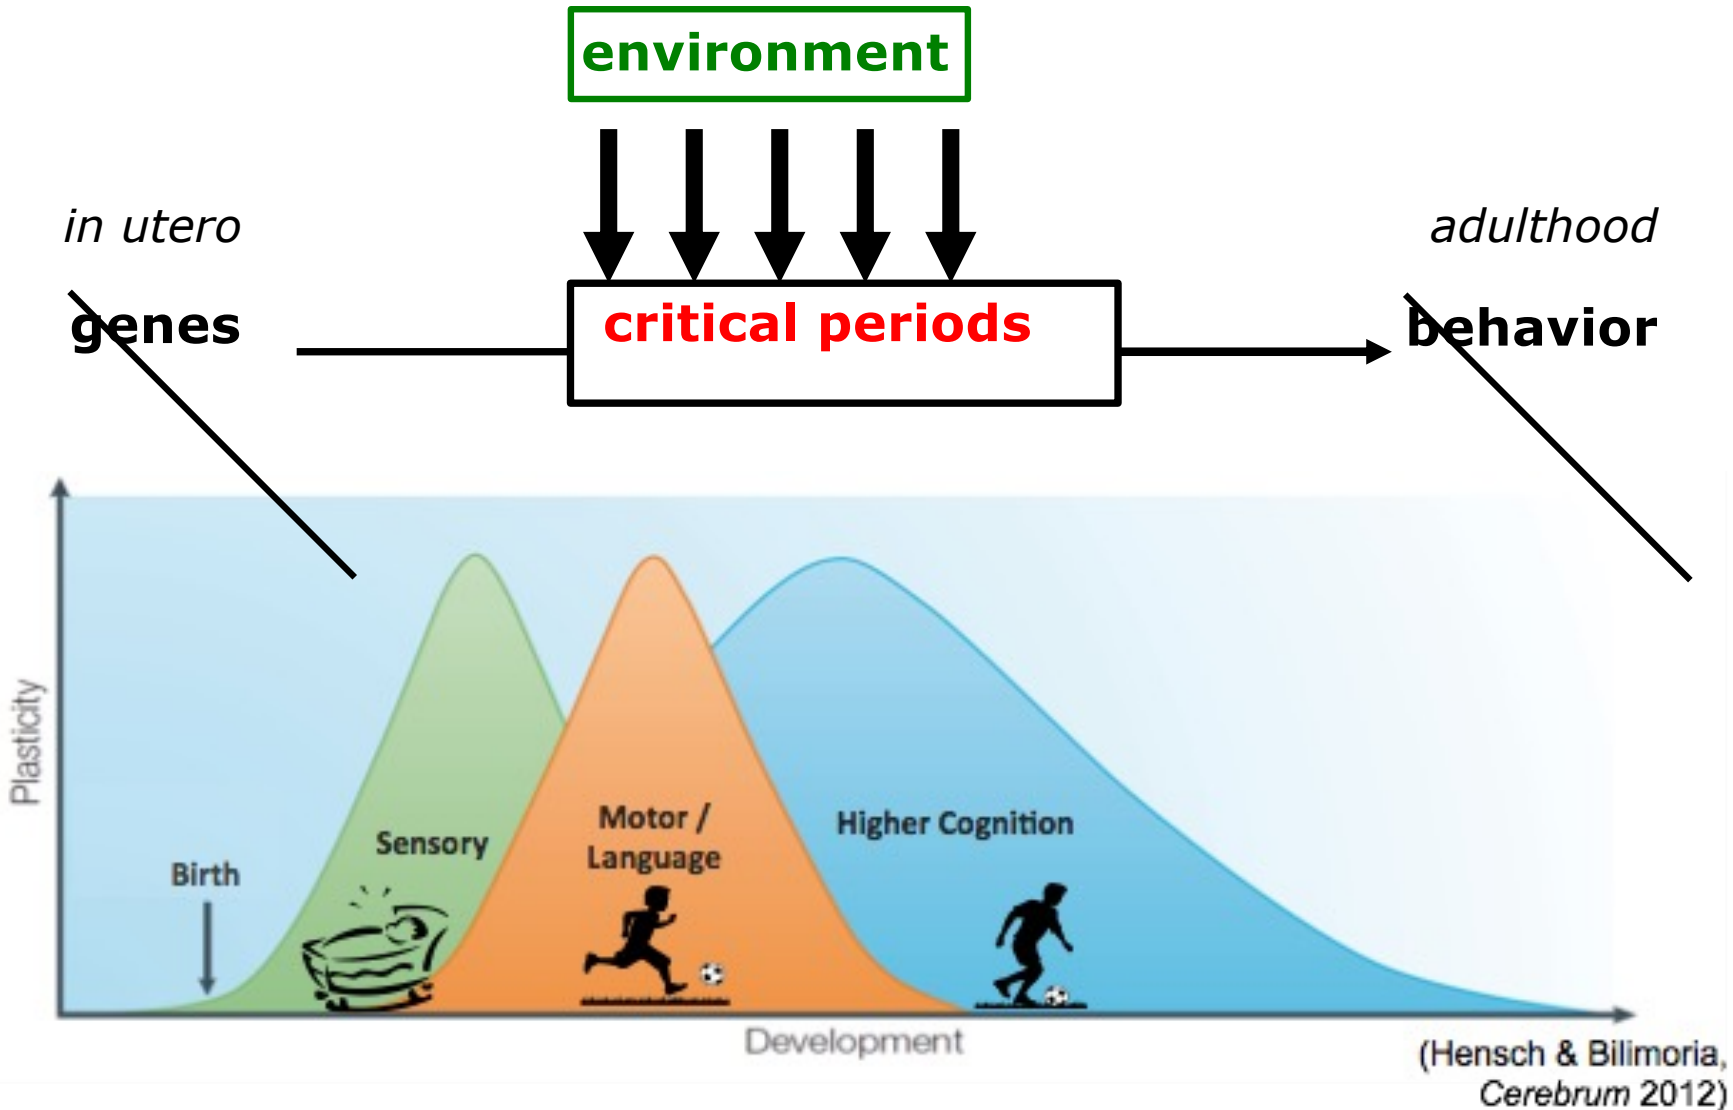 environment
in utero
adulthood
genes
critical periods
behavior
Plasticity
Birth
Sensory
Motor /
Language
Higher Cognition
Development
(Hensch & Bilimoria,
Cerebrum 2012)